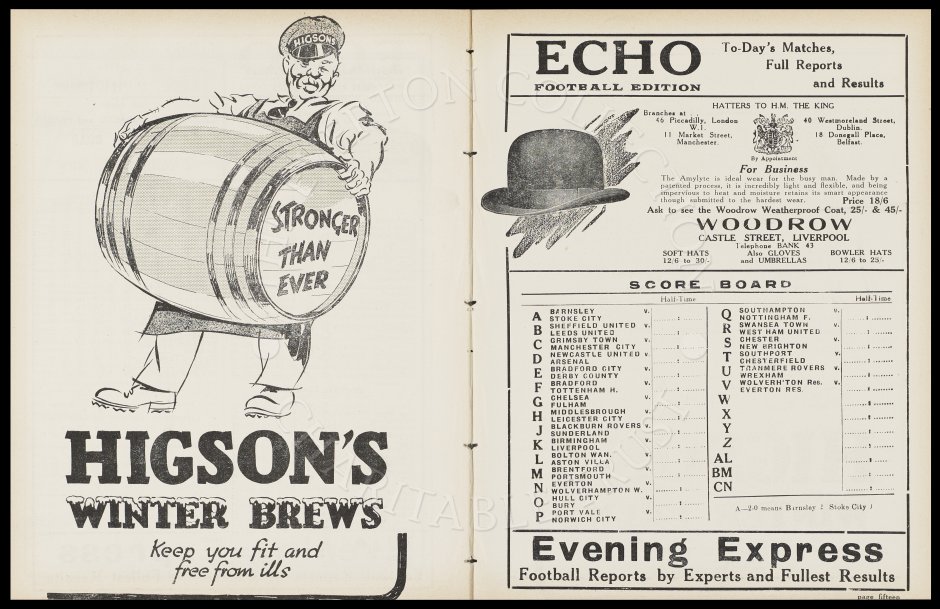 HIGSONS
STRONGER
THAN
EVER
HIGSON'S
WINTER BREWS
Keep you fit and
free from ills
ECHO
FOOTBALL EDITION
To-Day's Matches,
Full Reports
and Results
HATTERS TO H.M. THE KING
Branches at :
46 Piccadilly, London
W.1.
11 Market Street,
Manchester.
By Appointment
40 Westmoreland Street,
Dublin.
18 Donegall Place,
Belfast.
For Business
The Amylyte is ideal wear for the busy man. Made by a
patented process, it is incredibly light and flexible, and being
impervious to heat and moisture retains its smart appearance
though submitted to the hardest wear. Price 18/6
Ask to see the Woodrow Weatherproof Coat, 25/- & 45/-
WOODROW
CASTLE STREET, LIVERPOOL
Telephone BANK 43
SOFT HATS
12/6 to 30/-
Also GLOVES
and UMBRELLAS
BOWLER HATS
12/6 to 25/-
SCORE BOARD
Half-Time
A BARNSLEY v.
STOKE CITY
B SHEFFIELD UNITED v.
LEEDS UNITED
C GRIMSBY TOWN v.
MANCHESTER CITY
D NEWCASTLE UNITED v.
ARSENAL
E BRADFORD CITY v.
DERBY COUNTY
F BRADFORD v.
TOTTENHAM H.
G CHELSEA v.
FULHAM
H MIDDLESBROUGH v.
LEICESTER CITY
J BLACKBURN ROVERS v.
SUNDERLAND
K BIRMINGHAM v.
LIVERPOOL
L BOLTON WAN. v.
ASTON VILLA
M BRENTFORD v.
PORTSMOUTH
N EVERTON v.
WOLVERHAMPTON W.
O HULL CITY v.
BURY
P PORT VALE v.
NORWICH CITY
Half-Time
Q SOUTHAMPTON v.
NOTTINGHAM F.
R SWANSEA TOWN v.
WEST HAM UNITED
S CHESTER v.
NEW BRIGHTON
T SOUTHPORT v.
CHESTERFIELD
U TRANMERE ROVERS v.
WREXHAM
V WOLVERH'TON Res. v.
EVERTON RES.
W
X
Y
Z
AL
BM
CN
A—2-0 means Barnsley 2 Stoke City
Evening Express
Football Reports by Experts and Fullest Results
page fifteen